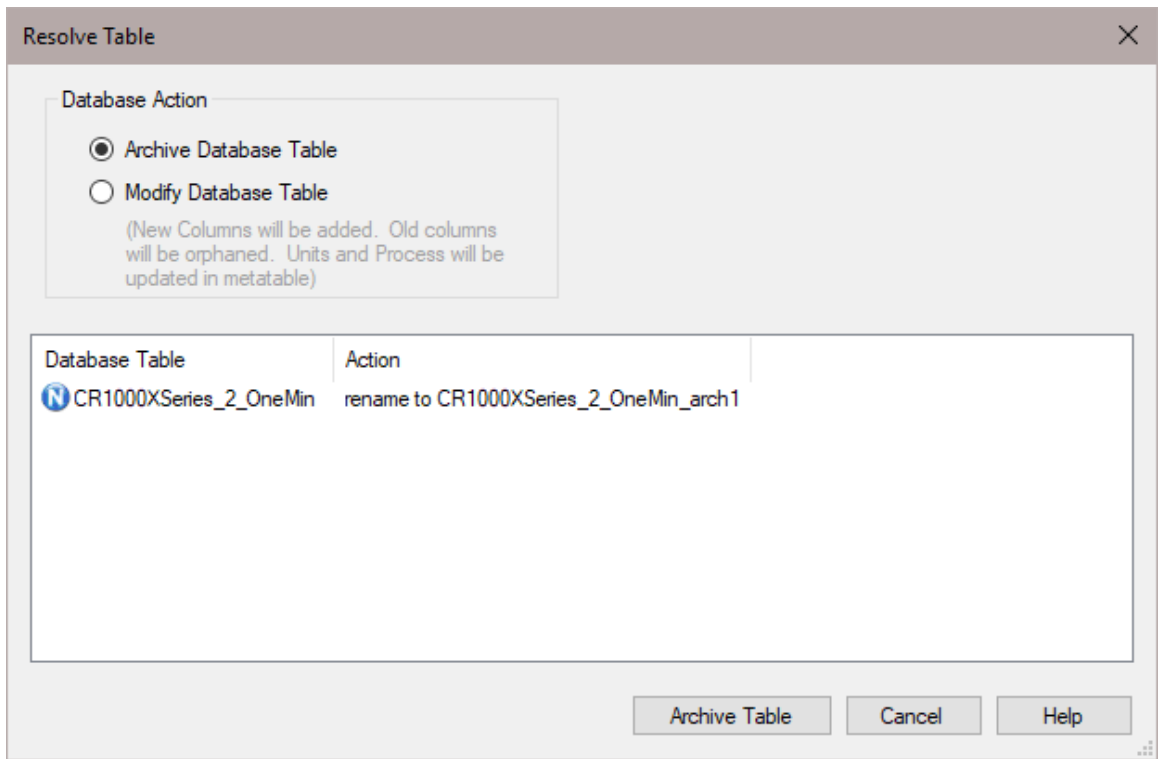 Resolve Table
Database Action
Archive Database Table
Modify Database Table
(New Columns will be added. Old columns
will be orphaned. Units and Process will be
updated in metatable)
Database Table Action
N CR1000XSeries_2_OneMin rename to CR1000XSeries_2_OneMin_arch1
Archive Table Cancel Help